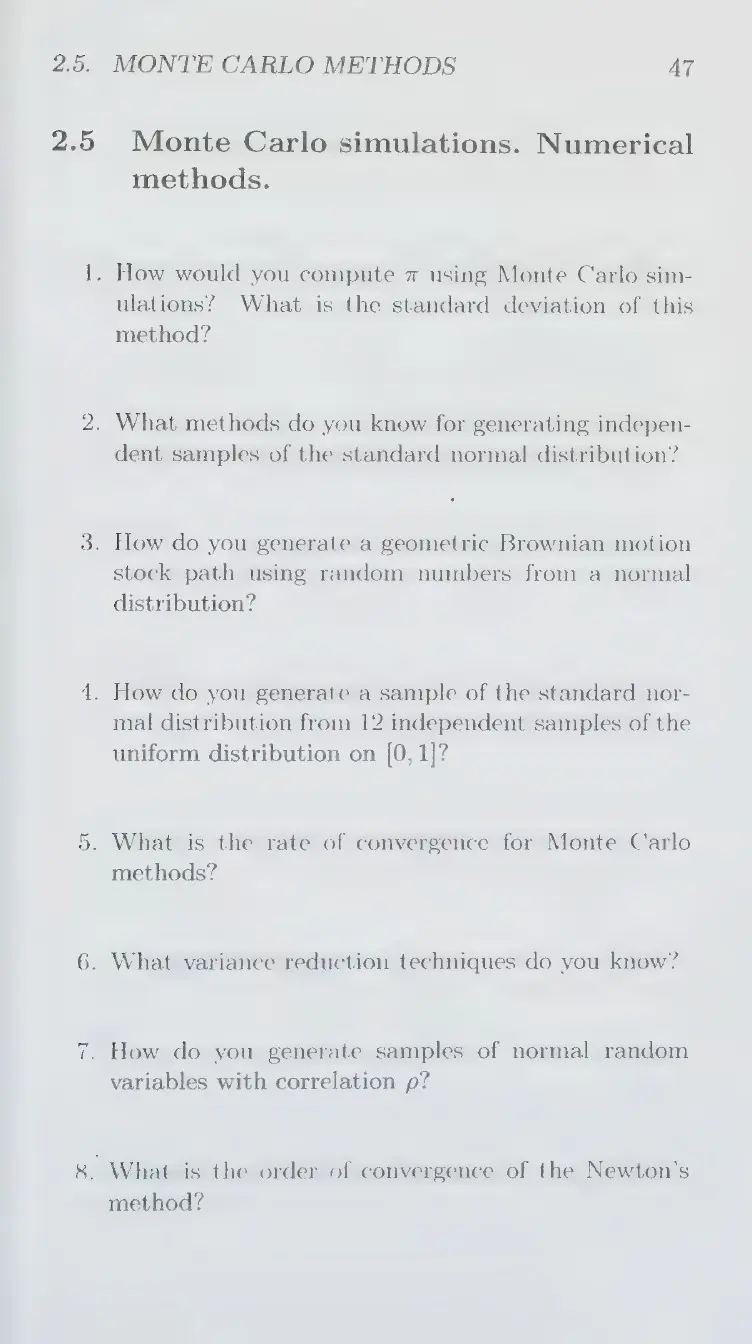 2.5. MONTE CARLO METHODS 47
2.5 Monte Carlo simulations. Numerical
methods.
1. How would you compute π using Monte Carlo sim-
ulations? What is the standard deviation of this
method?
2. What methods do you know for generating indepen-
dent samples of the standard normal distribution?
3. How do you generate a geometric Brownian motion
stock path using random numbers from a normal
distribution?
4. How do you generate a sample of the standard nor-
mal distribution from 12 independent samples of the
uniform distribution on [0, 1]?
5. What is the rate of convergence for Monte Carlo
methods?
6. What variance reduction techniques do you know?
7. How do you generate samples of normal random
variables with correlation ρ?
8. What is the order of convergence of the Newton's
method?